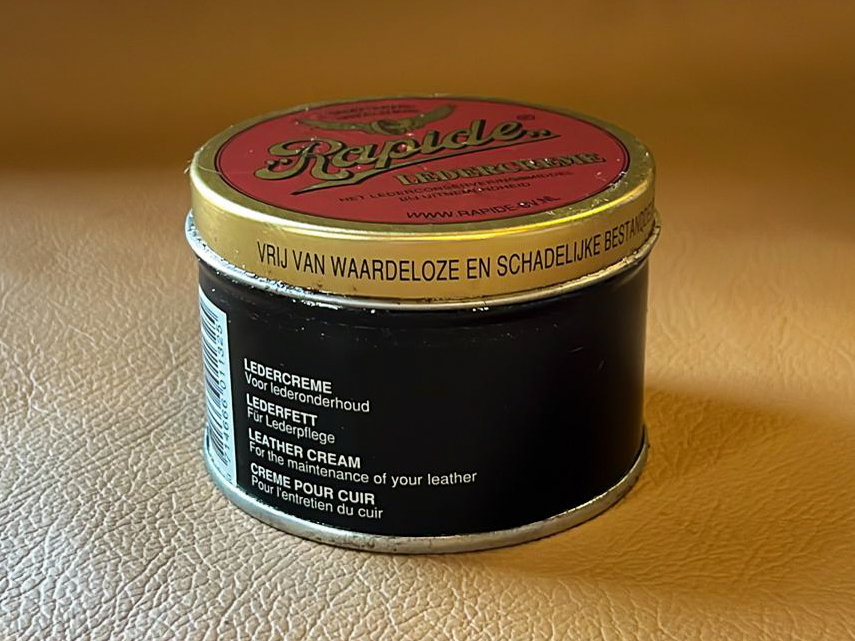 Rapide®
LEDERCREME
HET LEDERCONSERVERINGSMIDDEL
BIJ UITNEMENDHEID
WWW.RAPIDE-BV.NL
VRIJ VAN WAARDELOZE EN SCHADELIJKE
LEDERCREME
Voor lederonderhoud
LEDERFETT
Für Lederpflege
LEATHER CREAM
For the maintenance of your leather
CREME POUR CUIR
Pour l'entretien du cuir